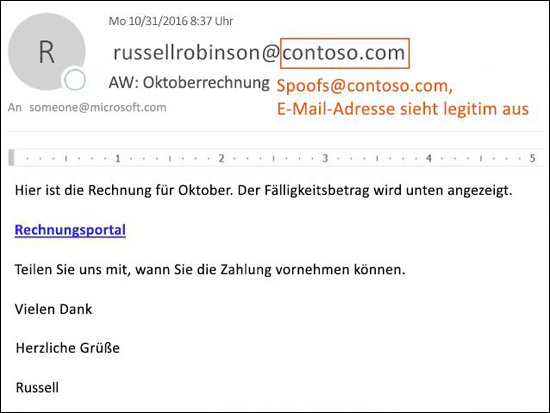 Mo 10/31/2016 8:37 Uhr
R
russellrobinson@contoso.com
AW: Oktoberrechnung
Spoofs@contoso.com,
E-Mail-Adresse sieht legitim aus
An someone@microsoft.com
1 2 3 4 5
Hier ist die Rechnung für Oktober. Der Fälligkeitsbetrag wird unten angezeigt.
Rechnungsportal
Teilen Sie uns mit, wann Sie die Zahlung vornehmen können.
Vielen Dank
Herzliche Grüße
Russell